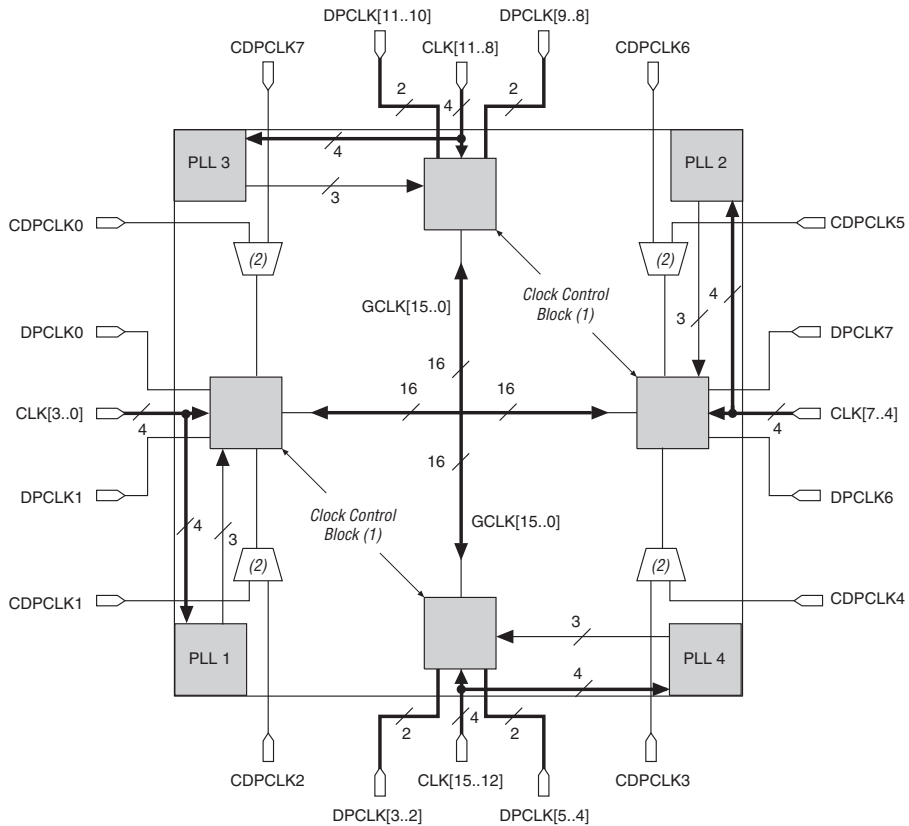 DPCLK[11..10]
DPCLK[9..8]
CDPCLK7
CLK[11..8]
CDPCLK6
2
4
2
PLL 3
4
3
PLL 2
CDPCLK0
(2)
(2)
CDPCLK5
Clock Control
Block (1)
GCLK[15..0]
4
3
DPCLK0
DPCLK7
16
16
16
CLK[3..0]
4
CLK[7..4]
4
16
DPCLK1
DPCLK6
Clock Control
Block (1)
GCLK[15..0]
4
3
(2)
(2)
CDPCLK1
CDPCLK4
3
PLL 1
PLL 4
4
2
4
2
CDPCLK2
CLK[15..12]
CDPCLK3
DPCLK[3..2]
DPCLK[5..4]